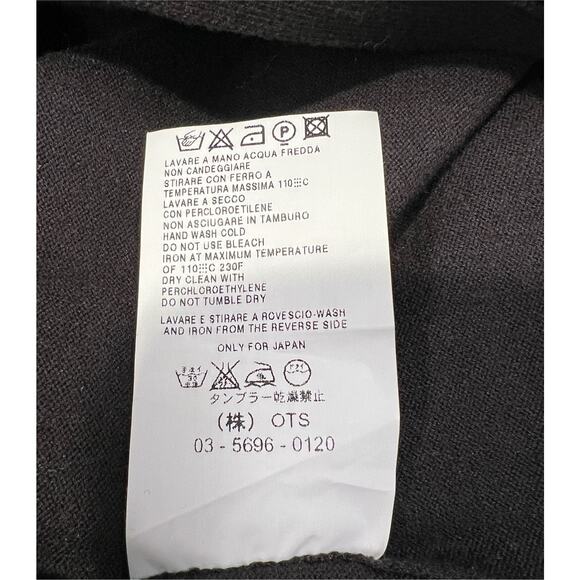 P
LAVARE A MANO ACQUA FREDDA
NON CANDEGGIARE
STIRARE CON FERRO A
TEMPERATURA MASSIMA 110⁝⁝⁝C
LAVARE A SECCO
CON PERCLOROETILENE
NON ASCIUGARE IN TAMBURO
HAND WASH COLD
DO NOT USE BLEACH
IRON AT MAXIMUM TEMPERATURE
OF 110⁝⁝⁝C 230F
DRY CLEAN WITH
PERCHLOROETHYLENE
DO NOT TUMBLE DRY
LAVARE E STIRARE A ROVESCIO-WASH
AND IRON FROM THE REVERSE SIDE
ONLY FOR JAPAN
タンブラー乾燥禁止
(株) OTS
03-5696-0120